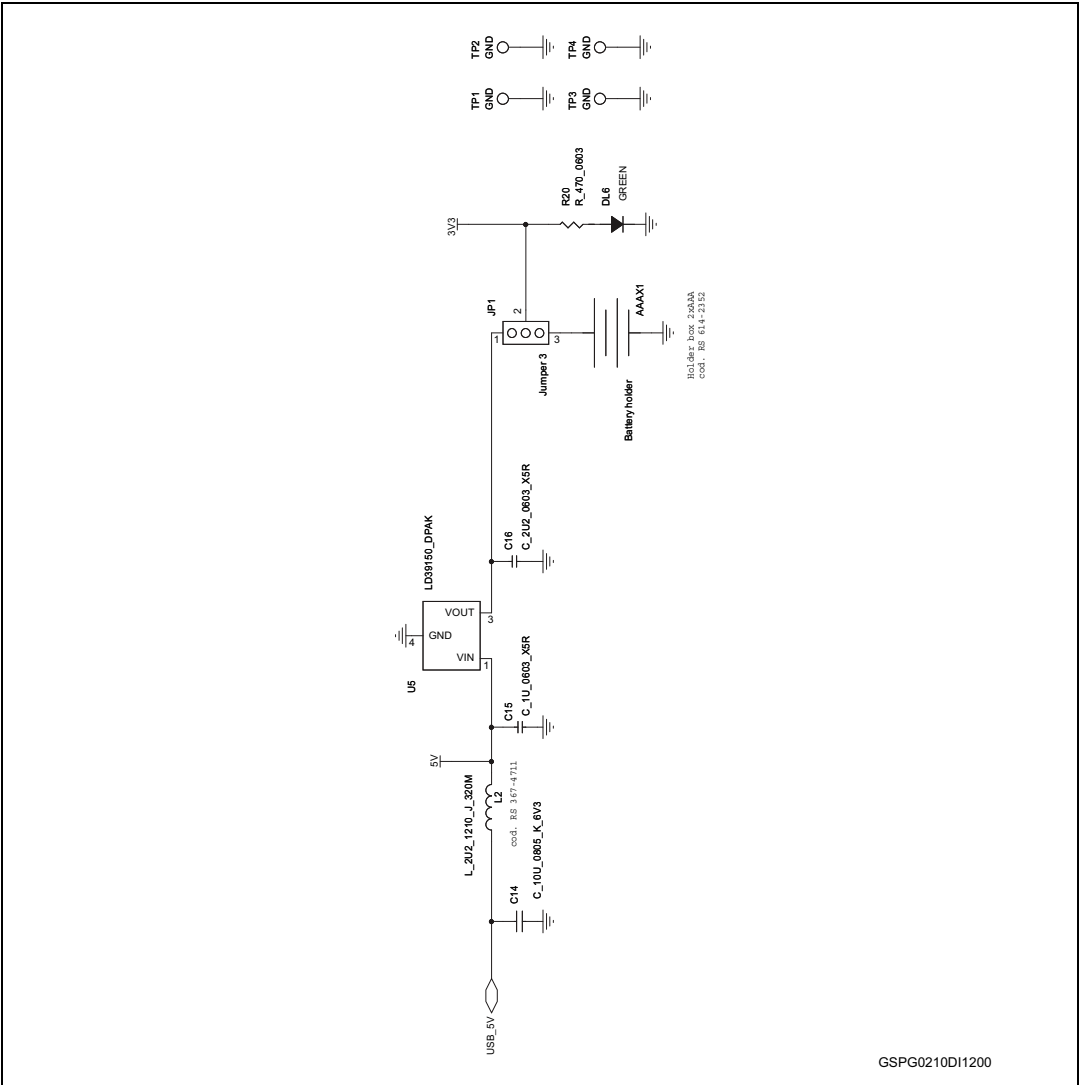 TP2
GND
TP4
GND
TP1
GND
TP3
GND
R20
R_470_0603
DL6
GREEN
3V3
JP1
2
1
3
Jumper 3
AAAX1
Battery holder
Holder box 2xAAA
cod. RS 614-2352
C16
C_2U2_0603_X5R
LD39150_DPAK
VOUT
3
GND
4
VIN
1
U5
C15
C_1U_0603_X5R
5V
L_2U2_1210_J_320M
L2
cod. RS 367-4711
C14
C_10U_0805_K_6V3
USB_5V
GSPG0210DI1200